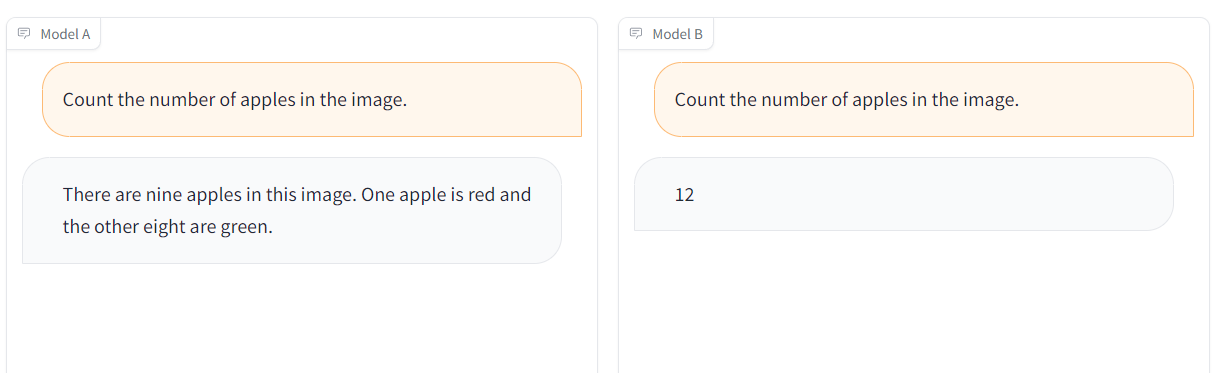 Model A
Count the number of apples in the image.
There are nine apples in this image. One apple is red and
the other eight are green.
Model B
Count the number of apples in the image.
12